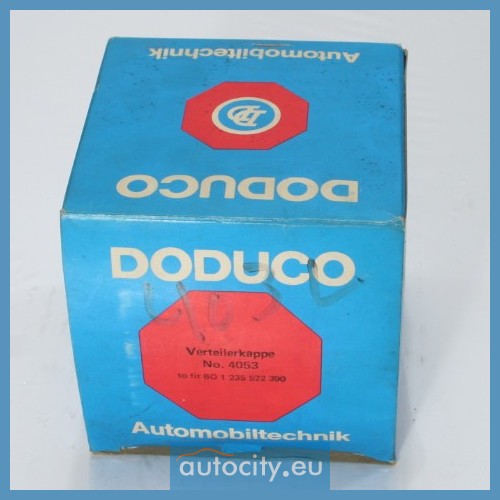 Automobiltechnik
DODUCO
DODUCO
Verteilerkappe
No. 4053
to fit BO 1 235 522 300
Automobiltechnik
autocity.eu